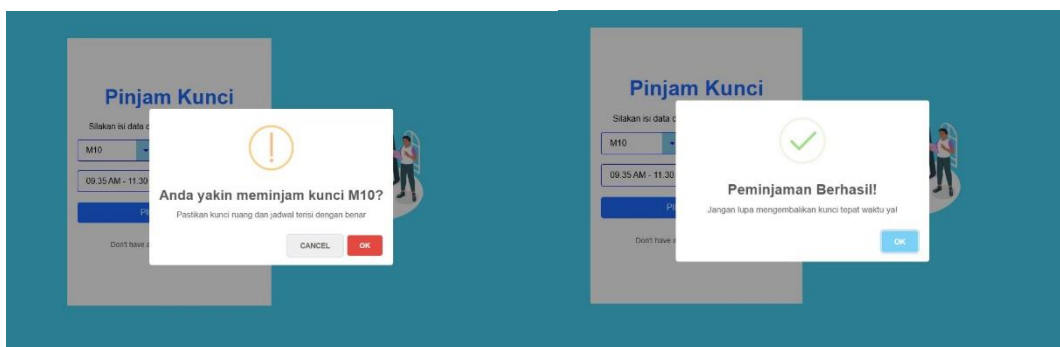 Pinjam Kunci
Silakan isi data
M10
09.35 AM - 11.30
Anda yakin meminjam kunci M10?
Pastikan kunci ruang dan jadwal terisi dengan benar
CANCEL OK
Don't have
Pinjam Kunci
Silakan isi data
M10
09.35 AM - 11.30
Peminjaman Berhasil!
Jangan lupa mengembalikan kunci tepat waktu ya!
OK
Don't have